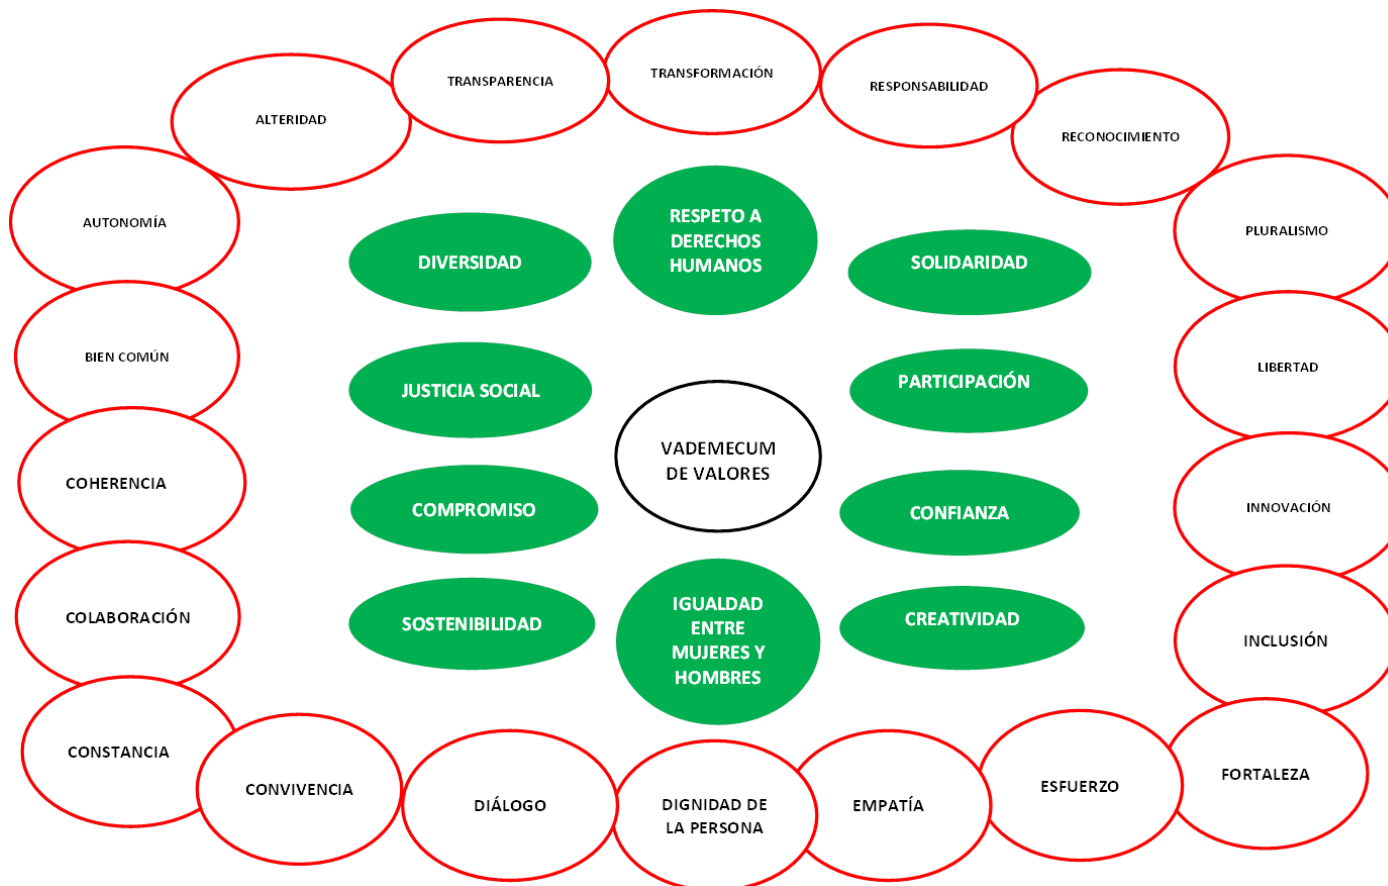 TRANSFORMACIÓN
TRANSPARENCIA
RESPONSABILIDAD
ALTERIDAD
RECONOCIMIENTO
AUTONOMÍA
RESPETO A
DERECHOS
HUMANOS
PLURALISMO
DIVERSIDAD
SOLIDARIDAD
BIEN COMÚN
LIBERTAD
JUSTICIA SOCIAL
PARTICIPACIÓN
VADEMECUM
DE VALORES
COHERENCIA
INNOVACIÓN
COMPROMISO
CONFIANZA
COLABORACIÓN
SOSTENIBILIDAD
IGUALDAD
ENTRE
MUJERES Y
HOMBRES
CREATIVIDAD
INCLUSIÓN
CONSTANCIA
CONVIVENCIA
DIÁLOGO
DIGNIDAD DE
LA PERSONA
EMPATÍA
ESFUERZO
FORTALEZA